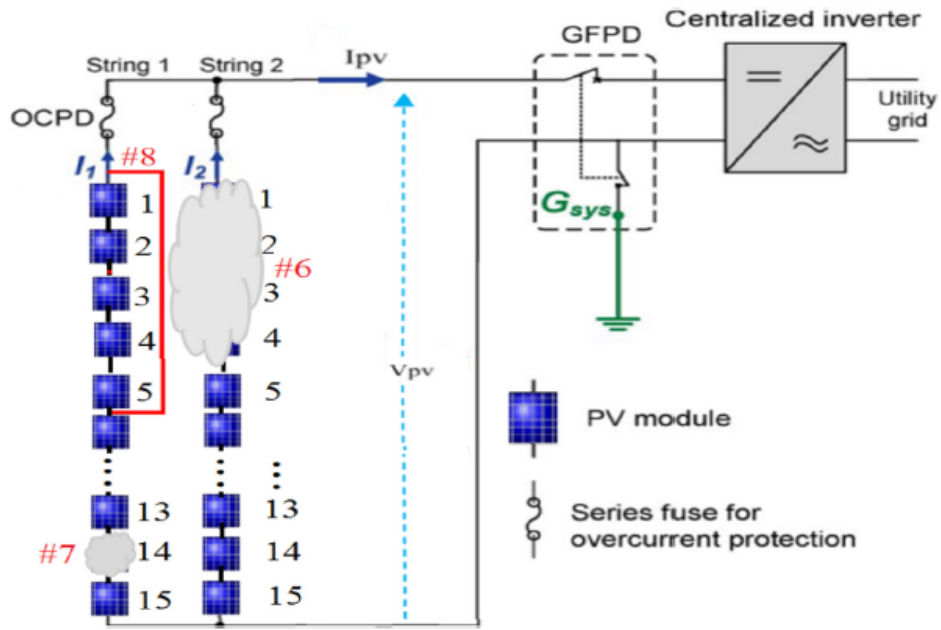 Centralized inverter
GFPD
Ipv
String 1
String 2
OCPD
Utility
grid
I1
#8
I2
Gsys
1
2
3
4
5
13
#7
14
15
1
2
#6
3
4
5
13
14
15
Vpv
PV module
Series fuse for
overcurrent protection